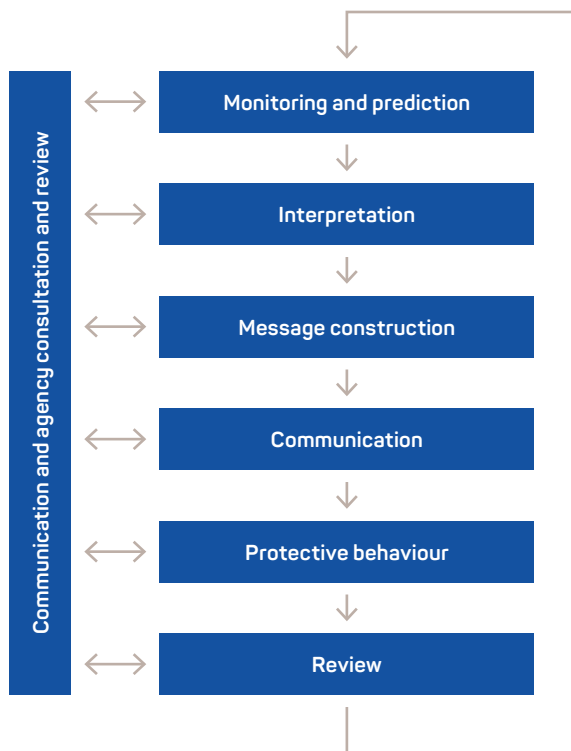 Communication and agency consultation and review
Monitoring and prediction
Interpretation
Message construction
Communication
Protective behaviour
Review